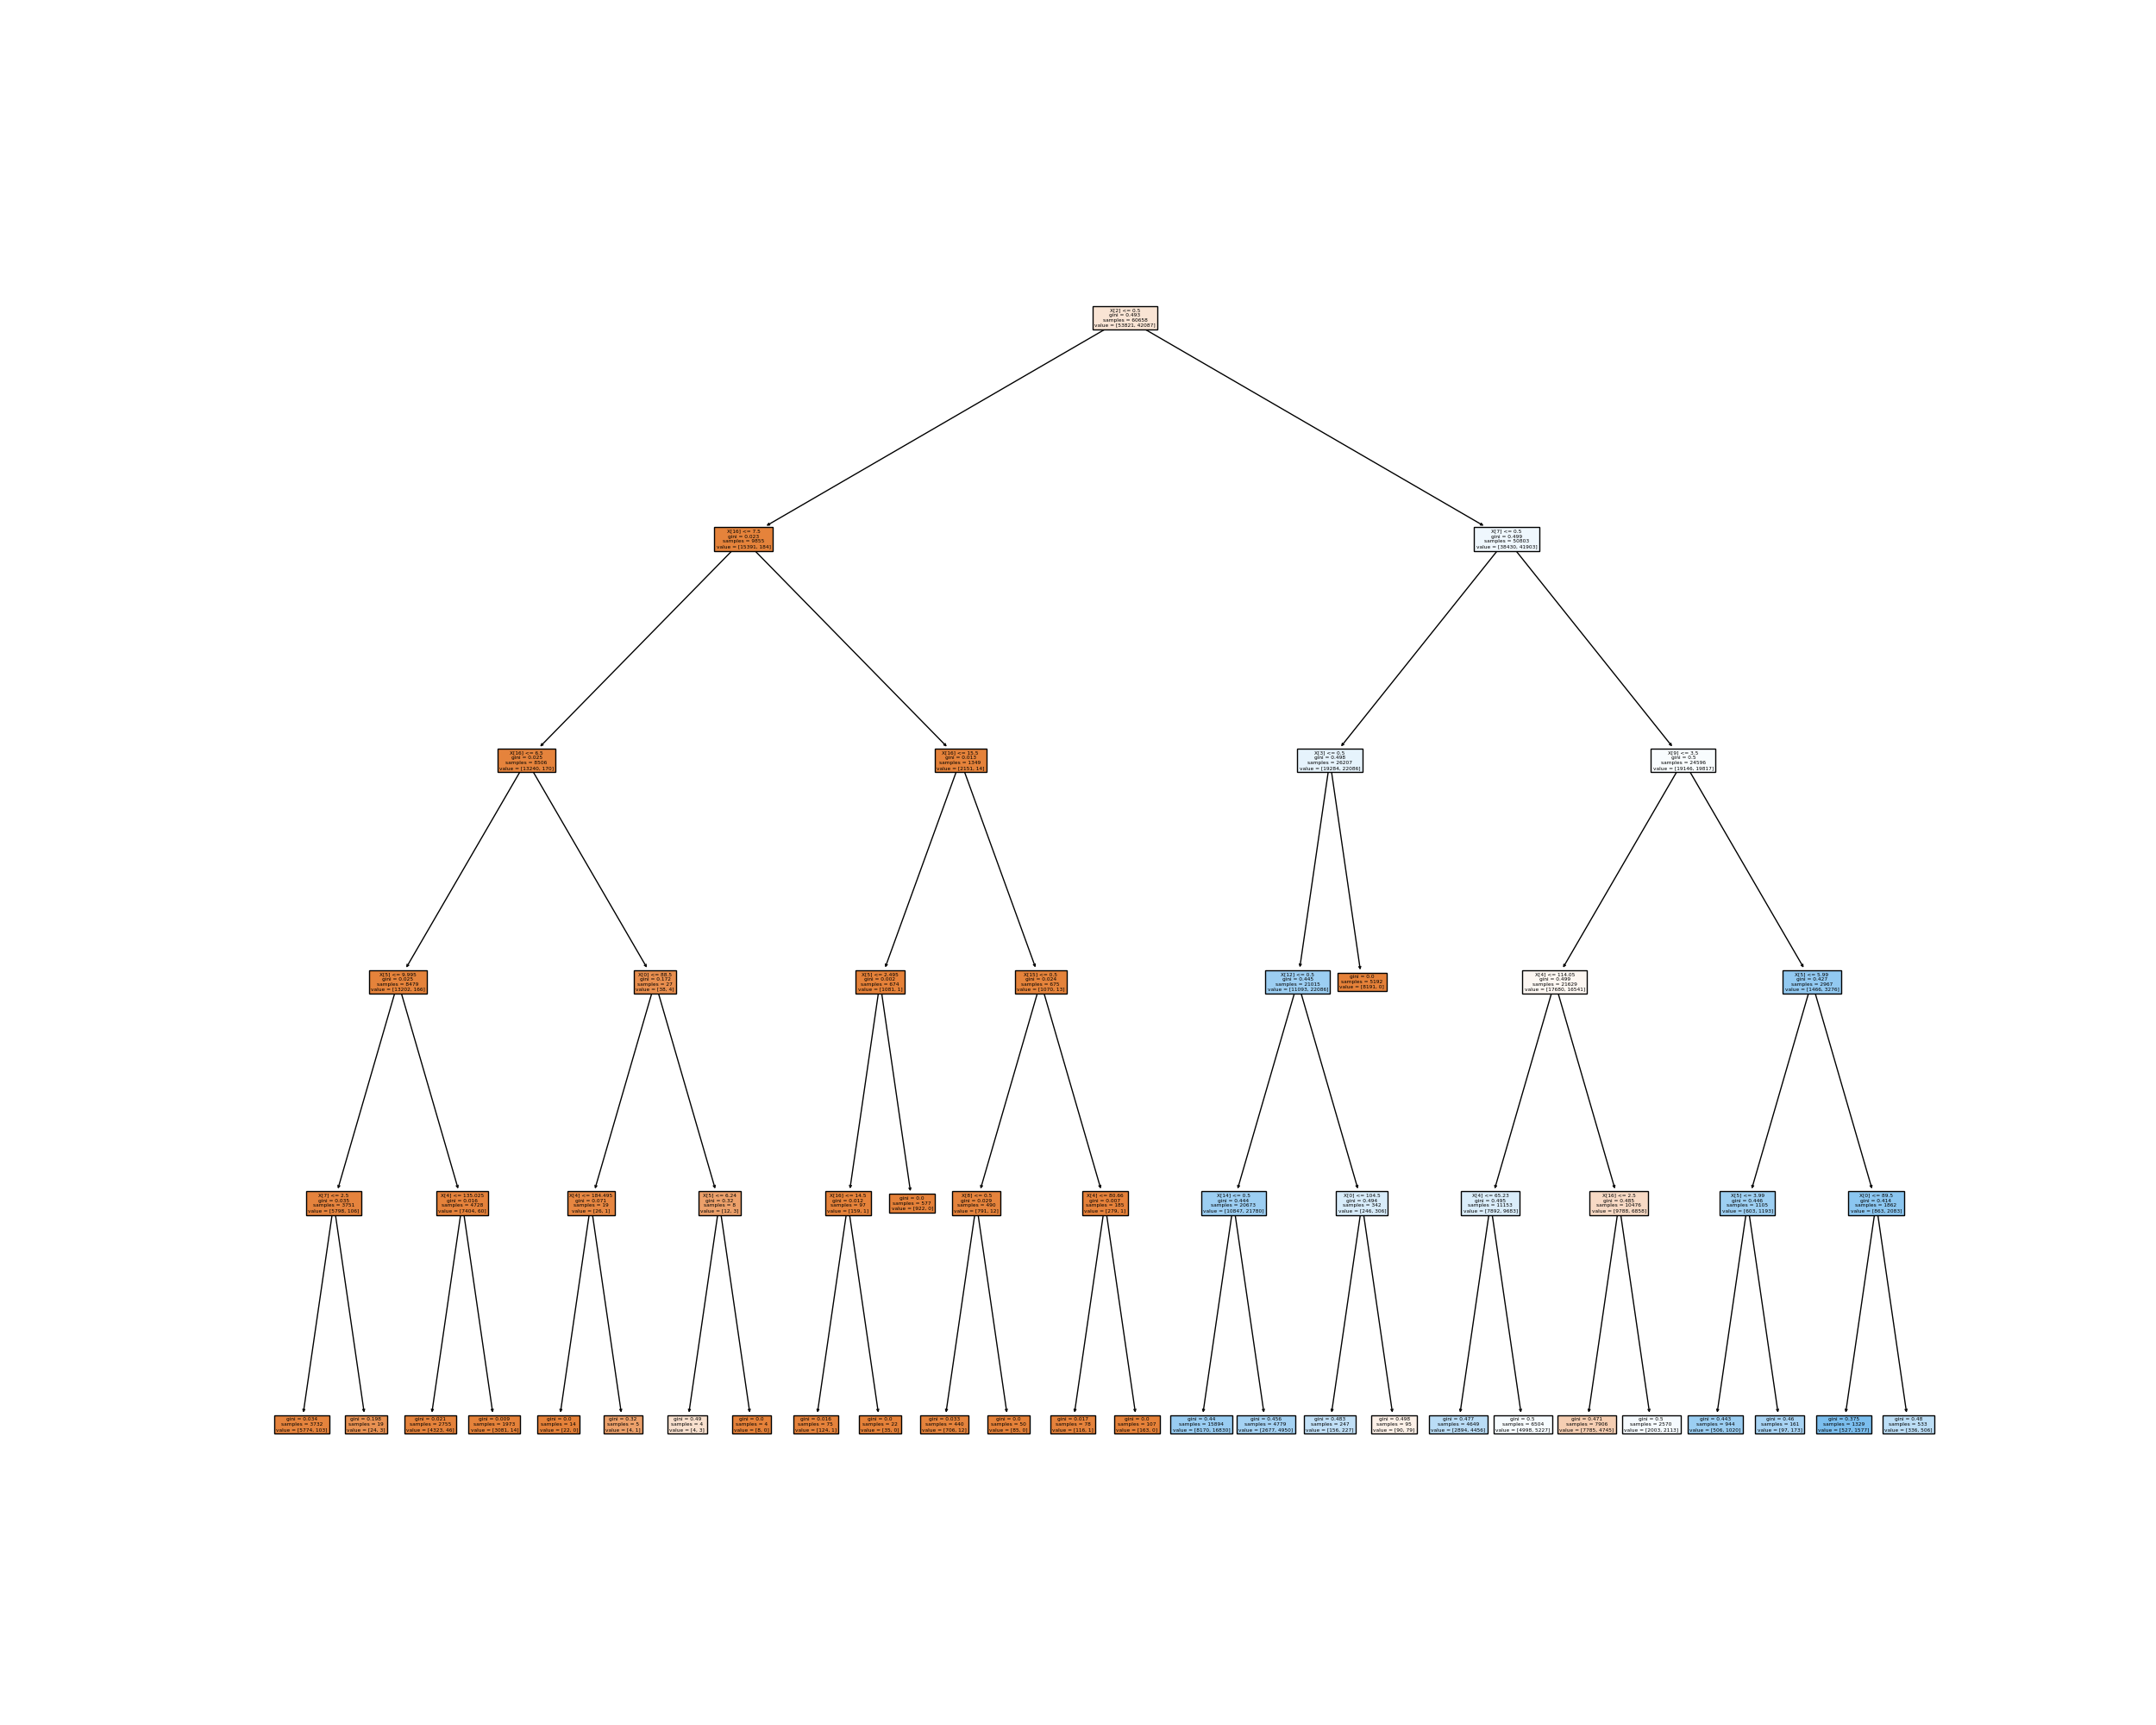 X[2] <= 0.5
gini = 0.493
samples = 60658
value = [53821, 42087]
X[16] <= 7.5
gini = 0.023
samples = 9855
value = [15391, 184]
X[7] <= 0.5
gini = 0.499
samples = 50803
value = [38430, 41903]
X[16] <= 6.5
gini = 0.025
samples = 8506
value = [13240, 170]
X[16] <= 15.5
gini = 0.013
samples = 1349
value = [2151, 14]
X[3] <= 0.5
gini = 0.498
samples = 26207
value = [19284, 22086]
X[9] <= 3.5
gini = 0.5
samples = 24596
value = [19146, 19817]
X[5] <= 9.995
gini = 0.025
samples = 8479
value = [13202, 166]
X[0] <= 88.5
gini = 0.172
samples = 27
value = [38, 4]
X[5] <= 2.495
gini = 0.002
samples = 674
value = [1081, 1]
X[15] <= 0.5
gini = 0.024
samples = 675
value = [1070, 13]
X[12] <= 0.5
gini = 0.445
samples = 21015
value = [11093, 22086]
gini = 0.0
samples = 5192
value = [8191, 0]
X[4] <= 114.05
gini = 0.499
samples = 21629
value = [17680, 16541]
X[5] <= 5.99
gini = 0.427
samples = 2967
value = [1466, 3276]
X[7] <= 2.5
gini = 0.035
samples = 3751
value = [5798, 106]
X[4] <= 135.025
gini = 0.016
samples = 4728
value = [7404, 60]
X[4] <= 184.495
gini = 0.071
samples = 19
value = [26, 1]
X[5] <= 6.24
gini = 0.32
samples = 8
value = [12, 3]
X[16] <= 14.5
gini = 0.012
samples = 97
value = [159, 1]
gini = 0.0
samples = 577
value = [922, 0]
X[8] <= 0.5
gini = 0.029
samples = 490
value = [791, 12]
X[4] <= 80.66
gini = 0.007
samples = 185
value = [279, 1]
X[14] <= 0.5
gini = 0.444
samples = 20673
value = [10847, 21780]
X[0] <= 104.5
gini = 0.494
samples = 342
value = [246, 306]
X[4] <= 65.23
gini = 0.495
samples = 11153
value = [7892, 9683]
X[16] <= 2.5
gini = 0.485
samples = 10476
value = [9788, 6858]
X[5] <= 3.99
gini = 0.446
samples = 1105
value = [603, 1193]
X[0] <= 89.5
gini = 0.414
samples = 1862
value = [863, 2083]
gini = 0.034
samples = 3732
value = [5774, 103]
gini = 0.198
samples = 19
value = [24, 3]
gini = 0.021
samples = 2755
value = [4323, 46]
gini = 0.009
samples = 1973
value = [3081, 14]
gini = 0.0
samples = 14
value = [22, 0]
gini = 0.32
samples = 5
value = [4, 1]
gini = 0.49
samples = 4
value = [4, 3]
gini = 0.0
samples = 4
value = [8, 0]
gini = 0.016
samples = 75
value = [124, 1]
gini = 0.0
samples = 22
value = [35, 0]
gini = 0.033
samples = 440
value = [706, 12]
gini = 0.0
samples = 50
value = [85, 0]
gini = 0.017
samples = 78
value = [116, 1]
gini = 0.0
samples = 107
value = [163, 0]
gini = 0.44
samples = 15894
value = [8170, 16830]
gini = 0.456
samples = 4779
value = [2677, 4950]
gini = 0.483
samples = 247
value = [156, 227]
gini = 0.498
samples = 95
value = [90, 79]
gini = 0.477
samples = 4649
value = [2894, 4456]
gini = 0.5
samples = 6504
value = [4998, 5227]
gini = 0.471
samples = 7906
value = [7785, 4745]
gini = 0.5
samples = 2570
value = [2003, 2113]
gini = 0.443
samples = 944
value = [506, 1020]
gini = 0.46
samples = 161
value = [97, 173]
gini = 0.375
samples = 1329
value = [527, 1577]
gini = 0.48
samples = 533
value = [336, 506]